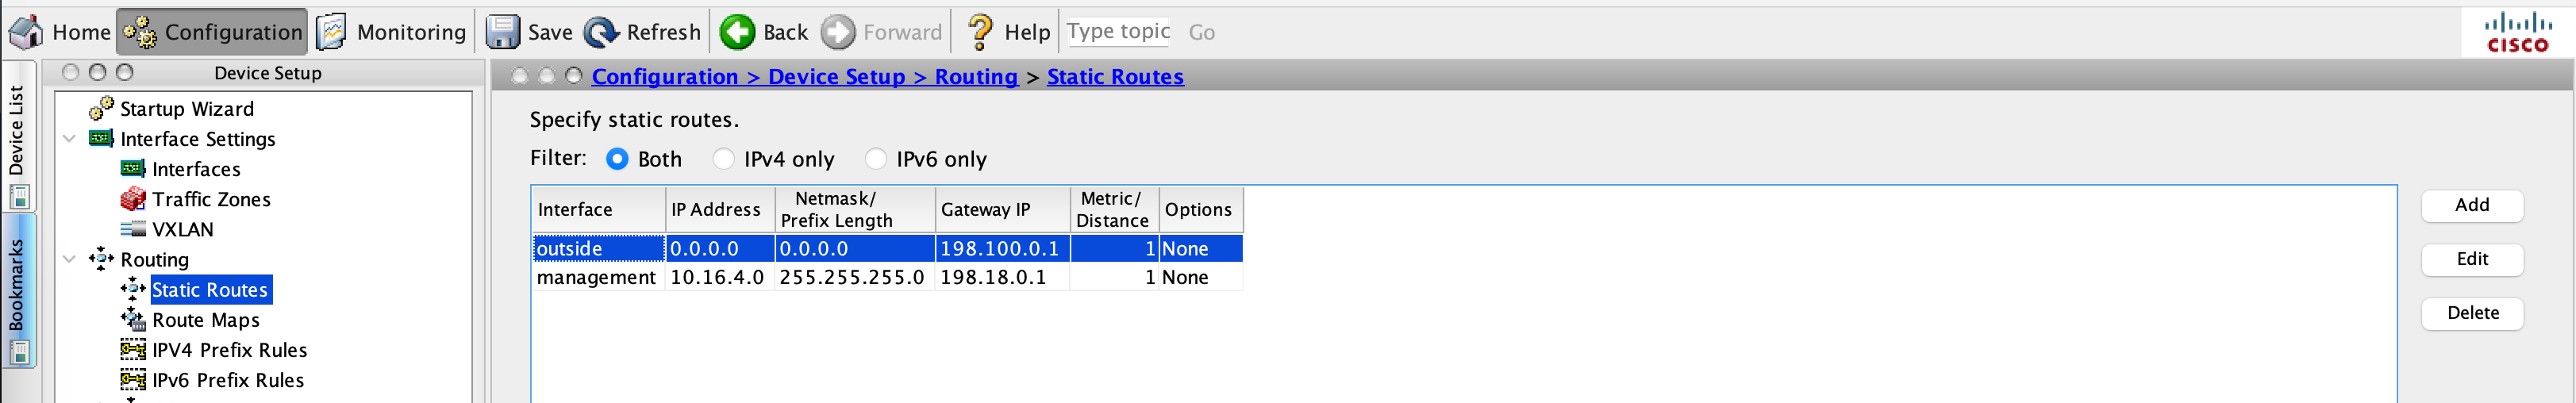 Home Configuration Monitoring Save Refresh Back Forward Help Type topic Go
CISCO
Device List
Bookmarks
Device Setup
Startup Wizard
Interface Settings
Interfaces
Traffic Zones
VXLAN
Routing
Static Routes
Route Maps
IPV4 Prefix Rules
IPv6 Prefix Rules
Configuration > Device Setup > Routing > Static Routes
Specify static routes.
Filter: Both IPv4 only IPv6 only
Interface IP Address Netmask/ Prefix Length Gateway IP Metric/ Distance Options
outside 0.0.0.0 0.0.0.0 198.100.0.1 1 None
management 10.16.4.0 255.255.255.0 198.18.0.1 1 None
Add
Edit
Delete